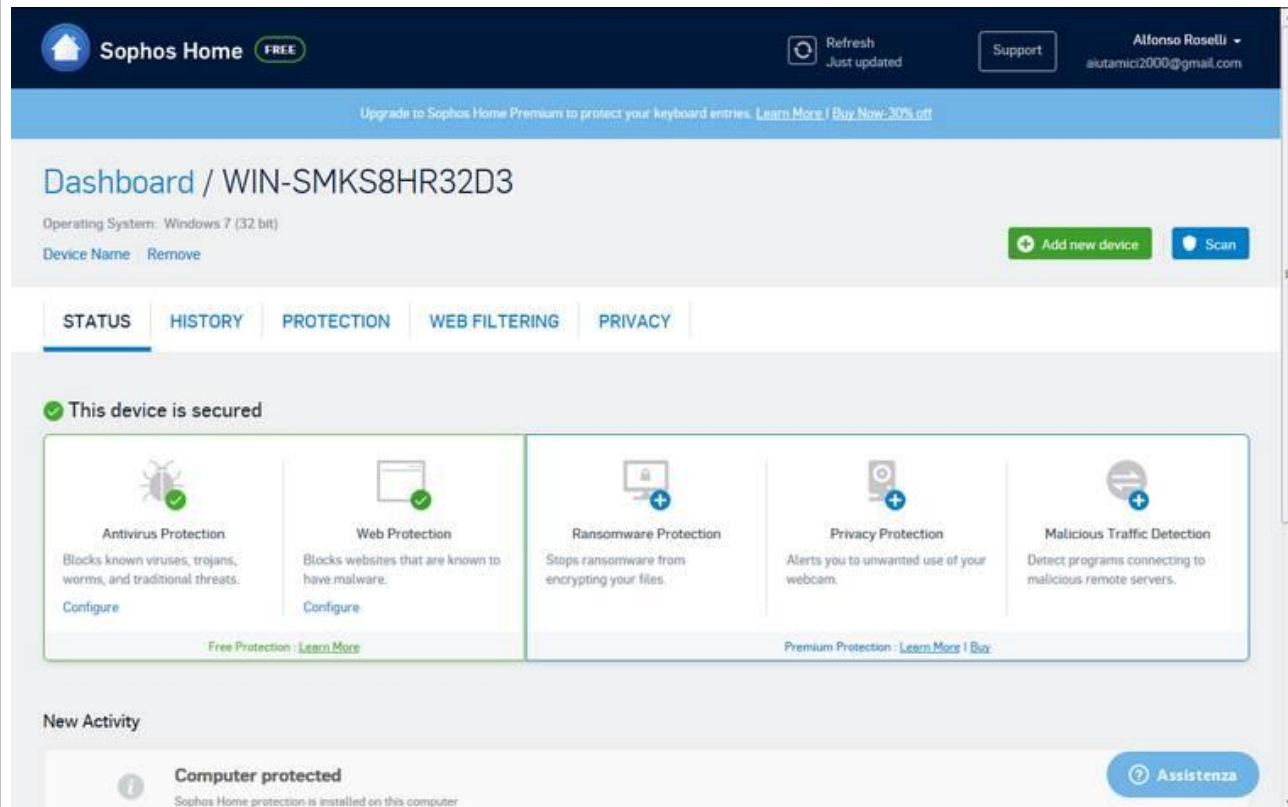 Sophos Home FREE
Refresh
Just updated
Support
Alfonso Roselli
aiutamici2000@gmail.com
Upgrade to Sophos Home Premium to protect your keyboard entries. Learn More | Buy Now-30% off
Dashboard / WIN-SMKS8HR32D3
Operating System: Windows 7 (32 bit)
Device Name Remove
Add new device
Scan
STATUS HISTORY PROTECTION WEB FILTERING PRIVACY
This device is secured
Antivirus Protection
Blocks known viruses, trojans,
worms, and traditional threats.
Configure
Web Protection
Blocks websites that are known to
have malware.
Configure
Free Protection : Learn More
Ransomware Protection
Stops ransomware from
encrypting your files.
Privacy Protection
Alerts you to unwanted use of your
webcam.
Malicious Traffic Detection
Detect programs connecting to
malicious remote servers.
Premium Protection : Learn More | Buy
New Activity
Computer protected
Sophos Home protection is installed on this computer
Assistenza